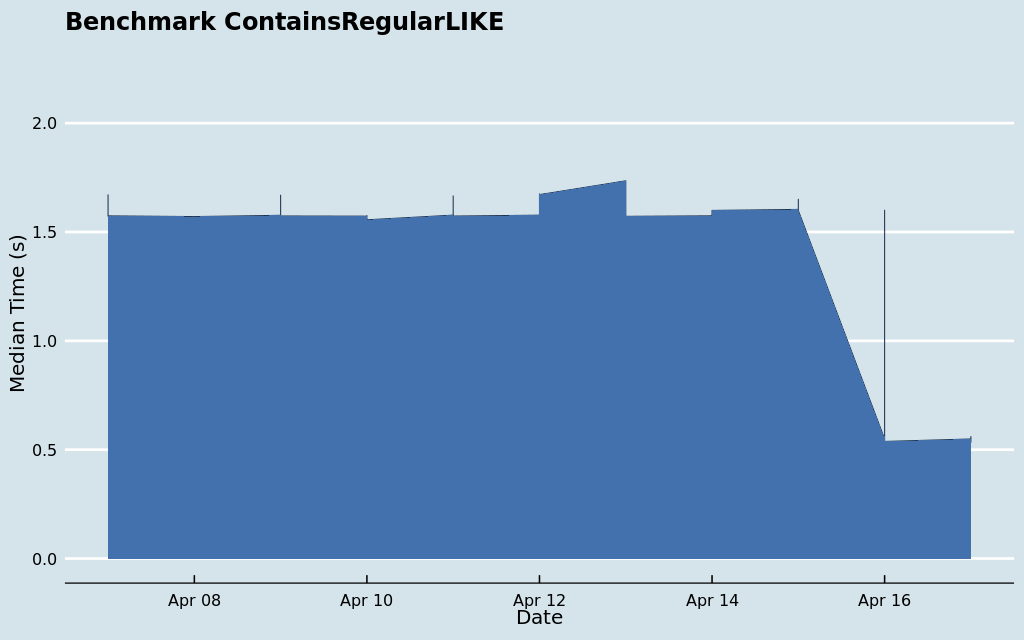 Benchmark ContainsRegularLIKE
2.0
1.5
1.0
0.5
0.0
Median Time (s)
Apr 08 Apr 10 Apr 12 Apr 14 Apr 16
Date